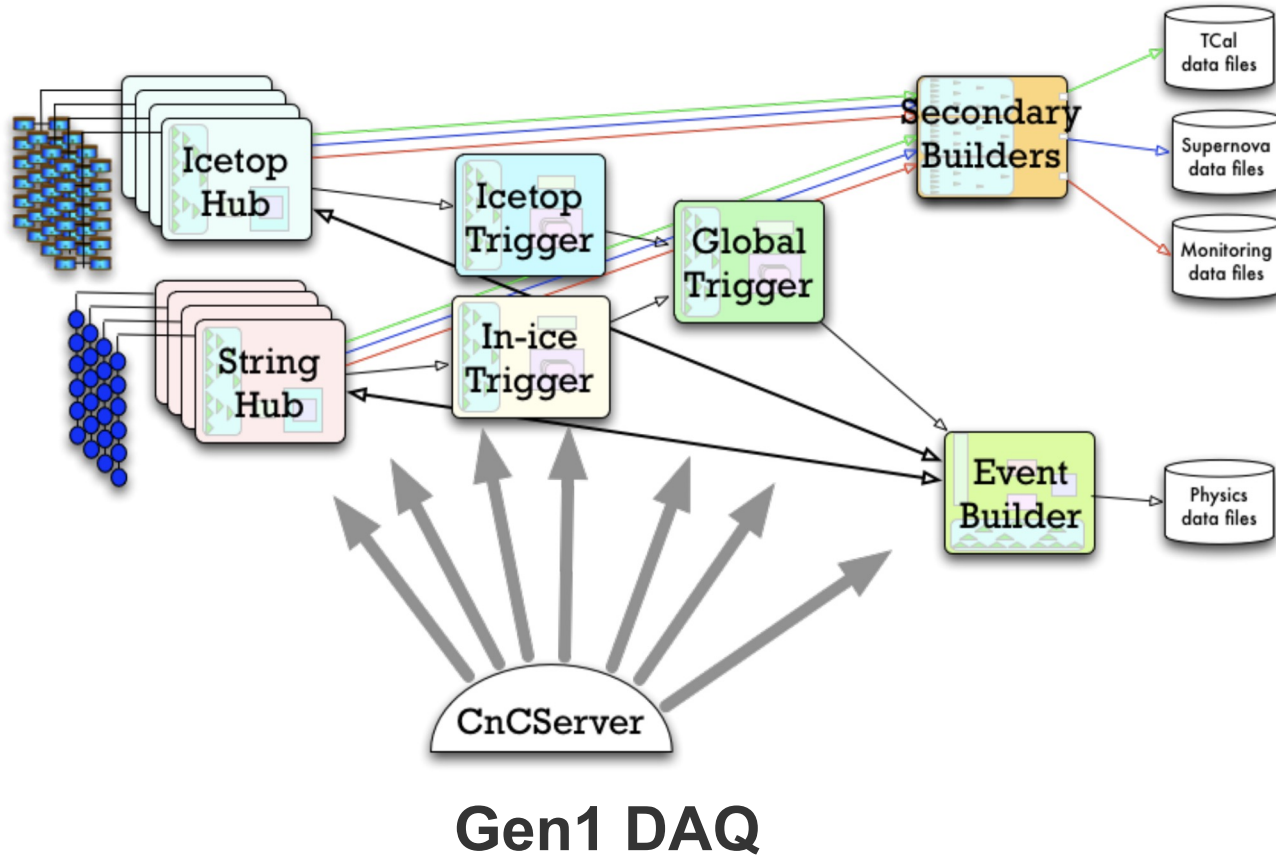 TCal
data files
Secondary
Builders
Supernova
data files
Icetop
Hub
Icetop
Trigger
Global
Trigger
Monitoring
data files
String
Hub
In-ice
Trigger
Event
Builder
Physics
data files
CnCServer
Gen1 DAQ